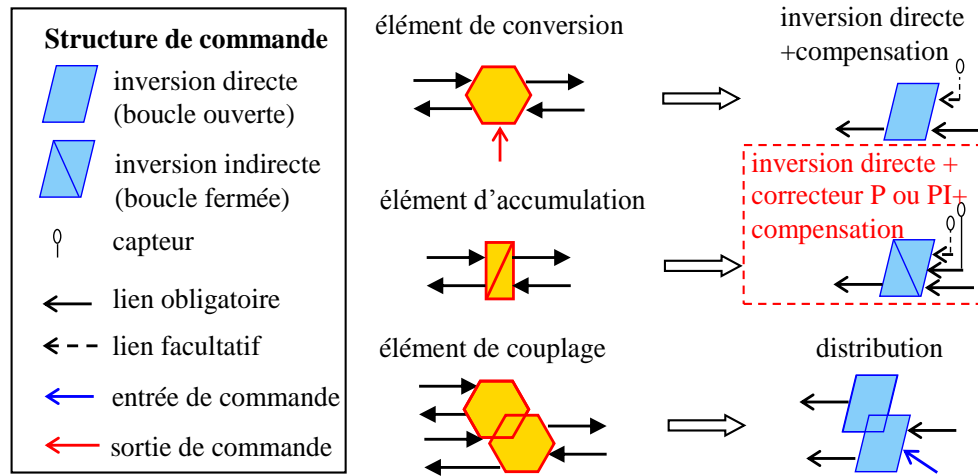 Structure de commande
inversion directe
(boucle ouverte)
inversion indirecte
(boucle fermée)
capteur
lien obligatoire
lien facultatif
entrée de commande
sortie de commande
élément de conversion
inversion directe
+compensation
élément d’accumulation
inversion directe +
correcteur P ou PI+
compensation
élément de couplage
distribution